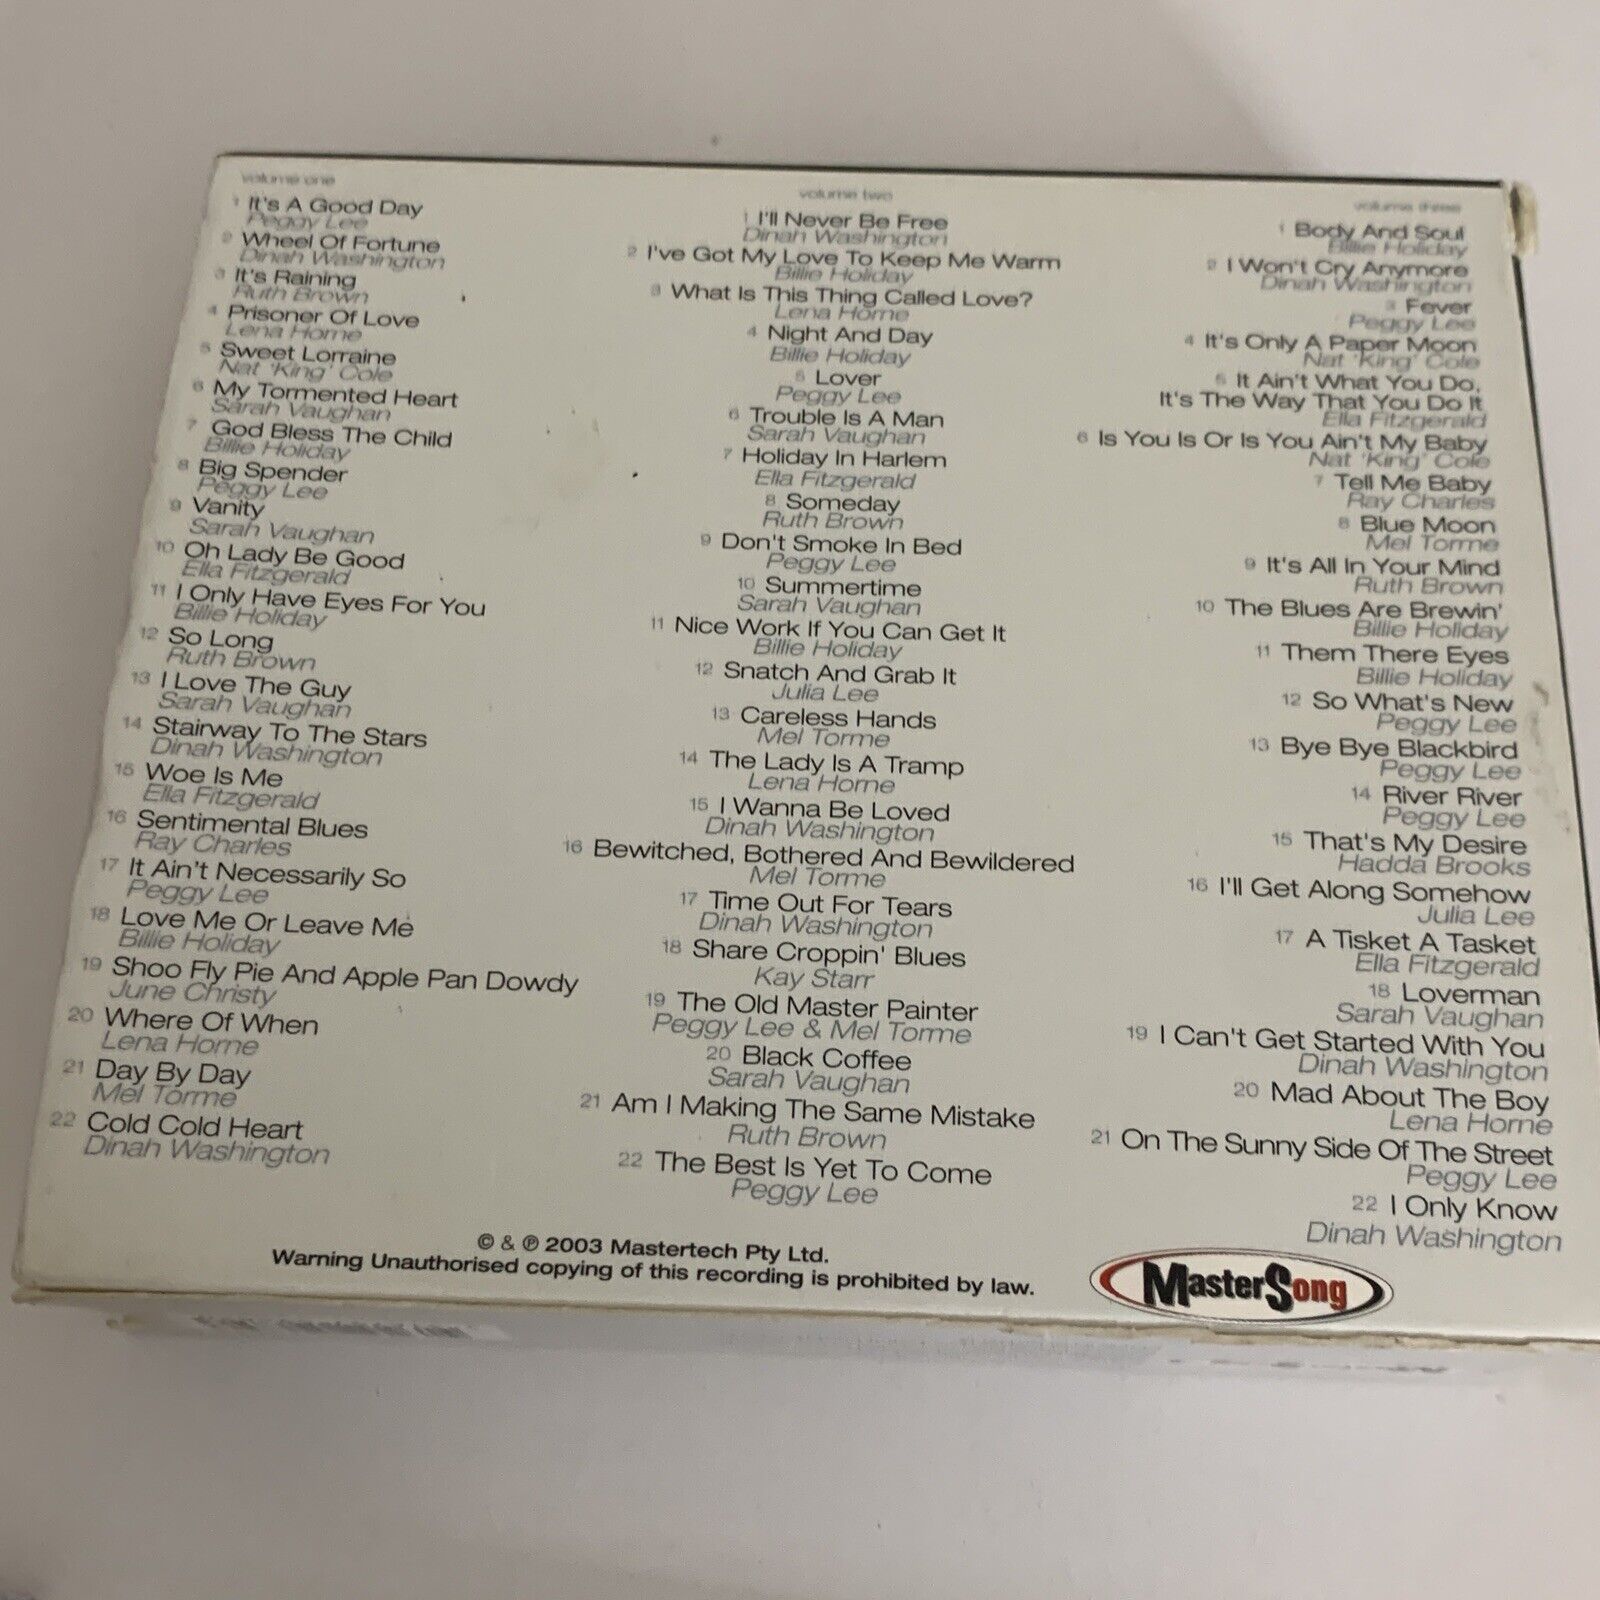 volume one
1 It's A Good Day
Peggy Lee
2 Wheel Of Fortune
Dinah Washington
3 It's Raining
Ruth Brown
4 Prisoner Of Love
Lena Horne
5 Sweet Lorraine
Nat 'King' Cole
6 My Tormented Heart
Sarah Vaughan
7 God Bless The Child
Billie Holiday
8 Big Spender
Peggy Lee
9 Vanity
Sarah Vaughan
10 Oh Lady Be Good
Ella Fitzgerald
11 I Only Have Eyes For You
Billie Holiday
12 So Long
Ruth Brown
13 I Love The Guy
Sarah Vaughan
14 Stairway To The Stars
Dinah Washington
15 Woe Is Me
Ella Fitzgerald
16 Sentimental Blues
Ray Charles
17 It Ain't Necessarily So
Peggy Lee
18 Love Me Or Leave Me
Billie Holiday
19 Shoo Fly Pie And Apple Pan Dowdy
June Christy
20 Where Of When
Lena Horne
21 Day By Day
Mel Torme
22 Cold Cold Heart
Dinah Washington
volume two
1 I'll Never Be Free
Dinah Washington
2 I've Got My Love To Keep Me Warm
Billie Holiday
3 What Is This Thing Called Love?
Lena Horne
4 Night And Day
Billie Holiday
5 Lover
Peggy Lee
6 Trouble Is A Man
Sarah Vaughan
7 Holiday In Harlem
Ella Fitzgerald
8 Someday
Ruth Brown
9 Don't Smoke In Bed
Peggy Lee
10 Summertime
Sarah Vaughan
11 Nice Work If You Can Get It
Billie Holiday
12 Snatch And Grab It
Julia Lee
13 Careless Hands
Mel Torme
14 The Lady Is A Tramp
Lena Horne
15 I Wanna Be Loved
Dinah Washington
16 Bewitched, Bothered And Bewildered
Mel Torme
17 Time Out For Tears
Dinah Washington
18 Share Croppin' Blues
Kay Starr
19 The Old Master Painter
Peggy Lee & Mel Torme
20 Black Coffee
Sarah Vaughan
21 Am I Making The Same Mistake
Ruth Brown
22 The Best Is Yet To Come
Peggy Lee
volume three
1 Body And Soul
Billie Holiday
2 I Won't Cry Anymore
Dinah Washington
3 Fever
Peggy Lee
4 It's Only A Paper Moon
Nat 'King' Cole
5 It Ain't What You Do,
It's The Way That You Do It
Ella Fitzgerald
6 Is You Is Or Is You Ain't My Baby
Nat 'King' Cole
7 Tell Me Baby
Ray Charles
8 Blue Moon
Mel Torme
9 It's All In Your Mind
Ruth Brown
10 The Blues Are Brewin'
Billie Holiday
11 Them There Eyes
Billie Holiday
12 So What's New
Peggy Lee
13 Bye Bye Blackbird
Peggy Lee
14 River River
Peggy Lee
15 That's My Desire
Hadda Brooks
16 I'll Get Along Somehow
Julia Lee
17 A Tisket A Tasket
Ella Fitzgerald
18 Loverman
Sarah Vaughan
19 I Can't Get Started With You
Dinah Washington
20 Mad About The Boy
Lena Horne
21 On The Sunny Side Of The Street
Peggy Lee
22 I Only Know
Dinah Washington
© & ℗ 2003 Mastertech Pty Ltd.
Warning Unauthorised copying of this recording is prohibited by law.
MasterSong